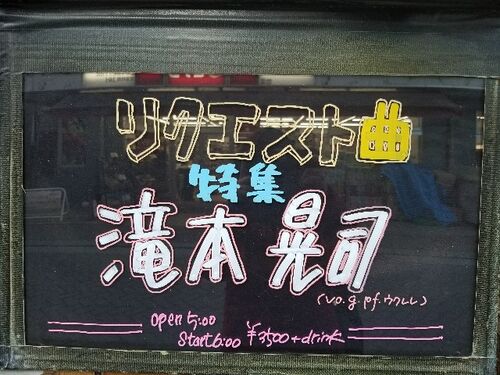 リクエスト曲
特集
滝本晃司
(vo.g.pf.ウクレレ)
open 5:00
Start 6:00 ¥3500+drink